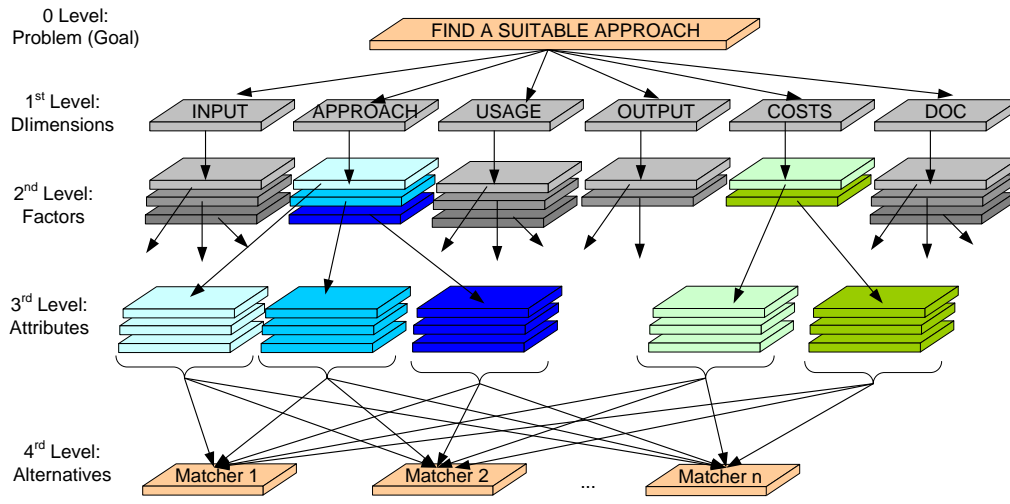 0 Level:
Problem (Goal)
FIND A SUITABLE APPROACH
1st Level:
DIimensions
INPUT
APPROACH
USAGE
OUTPUT
COSTS
DOC
2nd Level:
Factors
3rd Level:
Attributes
4rd Level:
Alternatives
Matcher 1
Matcher 2
...
Matcher n